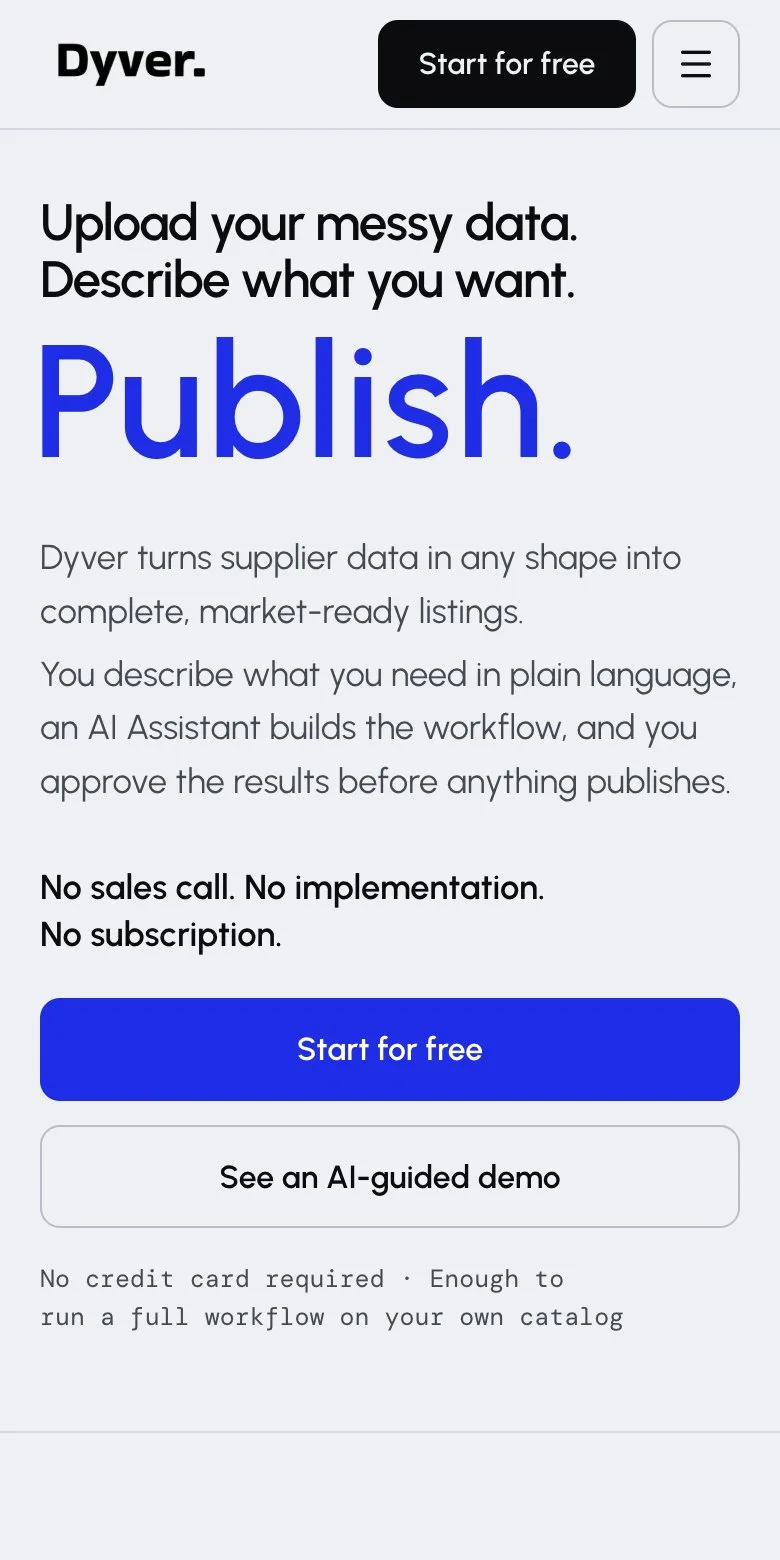 Dyver.
Start for free
Upload your messy data.
Describe what you want.
Publish.
Dyver turns supplier data in any shape into
complete, market-ready listings.
You describe what you need in plain language,
an AI Assistant builds the workflow, and you
approve the results before anything publishes.
No sales call. No implementation.
No subscription.
Start for free
See an AI-guided demo
No credit card required · Enough to
run a full workflow on your own catalog